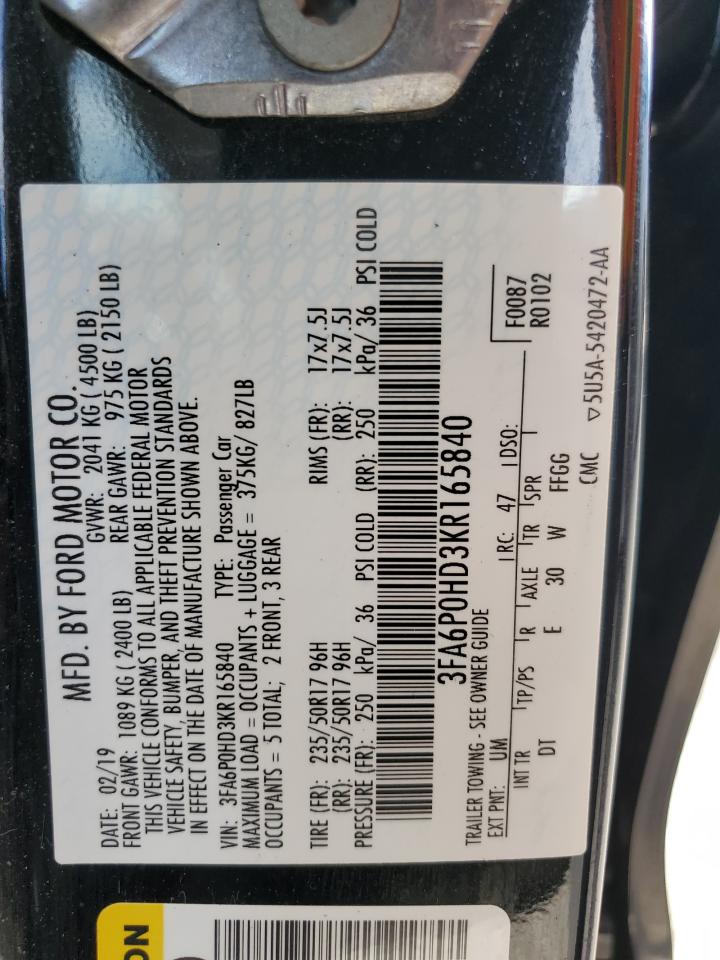 MFD. BY FORD MOTOR CO.
DATE: 02/19 GVWR: 2041 KG ( 4500 LB)
FRONT GAWR: 1089 KG ( 2400 LB) REAR GAWR: 975 KG ( 2150 LB)
THIS VEHICLE CONFORMS TO ALL APPLICABLE FEDERAL MOTOR
VEHICLE SAFETY, BUMPER, AND THEFT PREVENTION STANDARDS
IN EFFECT ON THE DATE OF MANUFACTURE SHOWN ABOVE.
VIN: 3FA6P0HD3KR165840 TYPE: Passenger Car
MAXIMUM LOAD = OCCUPANTS + LUGGAGE = 375KG/ 827LB
OCCUPANTS = 5 TOTAL; 2 FRONT, 3 REAR
TIRE (FR): 235/50R17 96H RIMS (FR): 17x7.5J
(RR): 235/50R17 96H (RR): 17x7.5J
PRESSURE (FR): 250 kPa/ 36 PSI COLD (RR): 250 kPa/ 36 PSI COLD
3FA6P0HD3KR165840
TRAILER TOWING - SEE OWNER GUIDE F0087
EXT PNT: UM RC: 47 DSO: R0102
INT TR TP/PS R AXLE TR SPR
DT E 30 W FFGG
CMC ▽5U5A-5420472-AA
ON